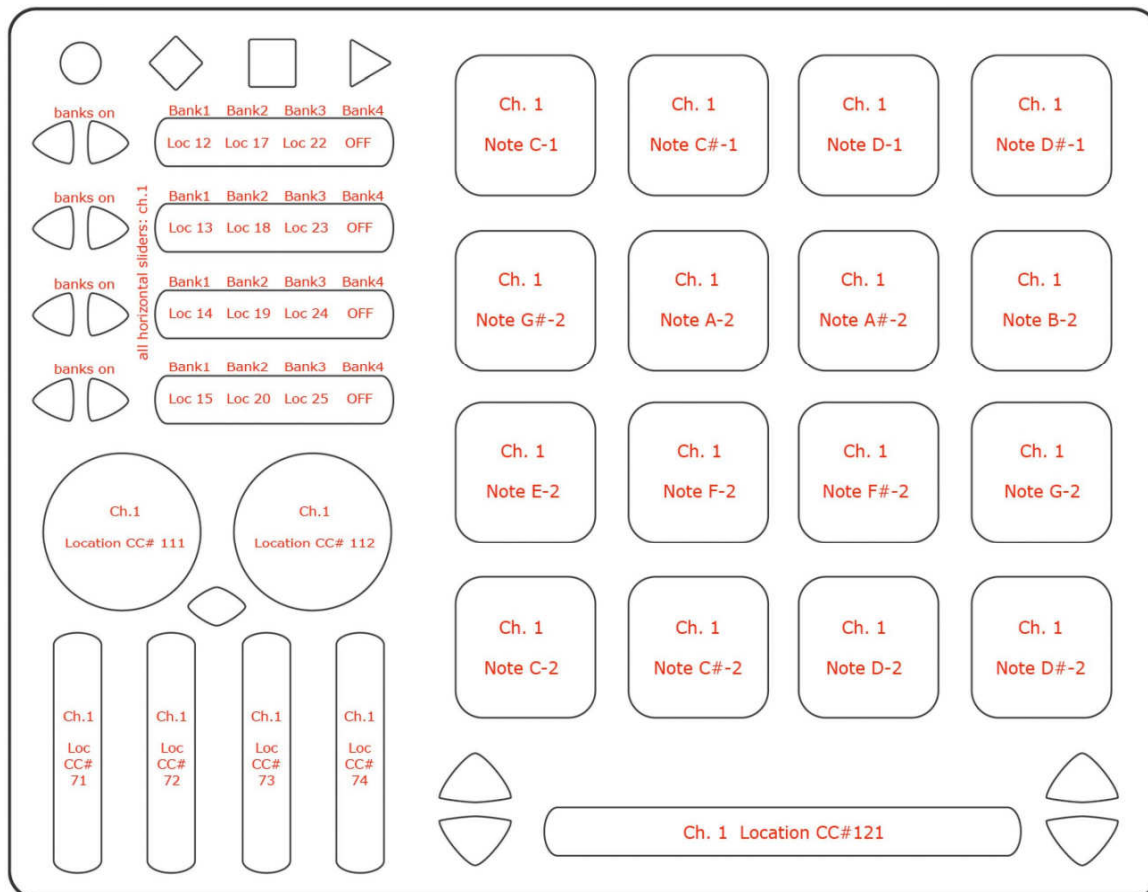 banks on
Bank1 Bank2 Bank3 Bank4
Loc 12 Loc 17 Loc 22 OFF
banks on
Bank1 Bank2 Bank3 Bank4
Loc 13 Loc 18 Loc 23 OFF
banks on
Bank1 Bank2 Bank3 Bank4
Loc 14 Loc 19 Loc 24 OFF
banks on
Bank1 Bank2 Bank3 Bank4
Loc 15 Loc 20 Loc 25 OFF
all horizontal sliders: ch.1
Ch.1
Location CC# 111
Ch.1
Location CC# 112
Ch.1
Loc
CC#
71
Ch.1
Loc
CC#
72
Ch.1
Loc
CC#
73
Ch.1
Loc
CC#
74
Ch. 1
Note C-1
Ch. 1
Note C#-1
Ch. 1
Note D-1
Ch. 1
Note D#-1
Ch. 1
Note G#-2
Ch. 1
Note A-2
Ch. 1
Note A#-2
Ch. 1
Note B-2
Ch. 1
Note E-2
Ch. 1
Note F-2
Ch. 1
Note F#-2
Ch. 1
Note G-2
Ch. 1
Note C-2
Ch. 1
Note C#-2
Ch. 1
Note D-2
Ch. 1
Note D#-2
Ch. 1 Location CC#121